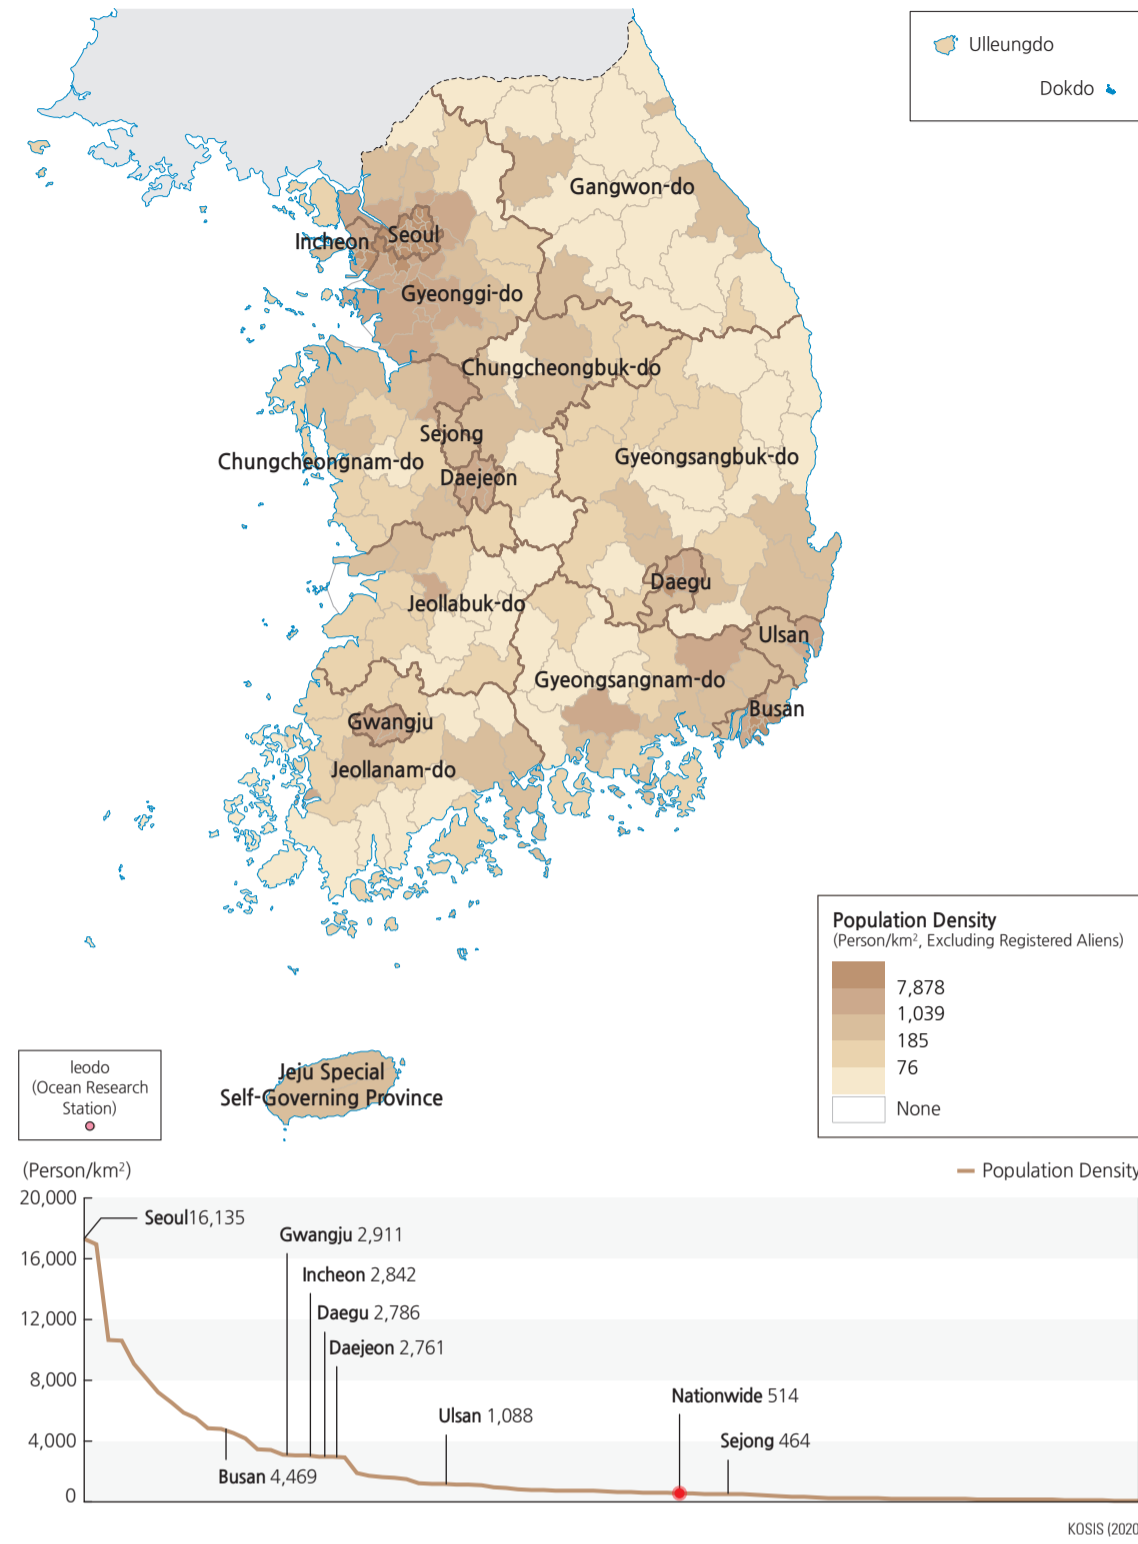 Ulleungdo
Dokdo
Gangwon-do
Incheon
Seoul
Gyeonggi-do
Chungcheongbuk-do
Sejong
Chungcheongnam-do
Gyeongsangbuk-do
Daejeon
Daegu
Jeollabuk-do
Ulsan
Gyeongsangnam-do
Busan
Gwangju
Jeollanam-do
Population Density
(Person/km², Excluding Registered Aliens)
7,878
1,039
185
76
None
Ieodo
(Ocean Research
Station)
Jeju Special
Self-Governing Province
(Person/km²)
Population Density
20,000
16,000
12,000
8,000
4,000
0
Seoul16,135
Gwangju 2,911
Incheon 2,842
Daegu 2,786
Daejeon 2,761
Nationwide 514
Ulsan 1,088
Sejong 464
Busan 4,469
KOSIS (2020